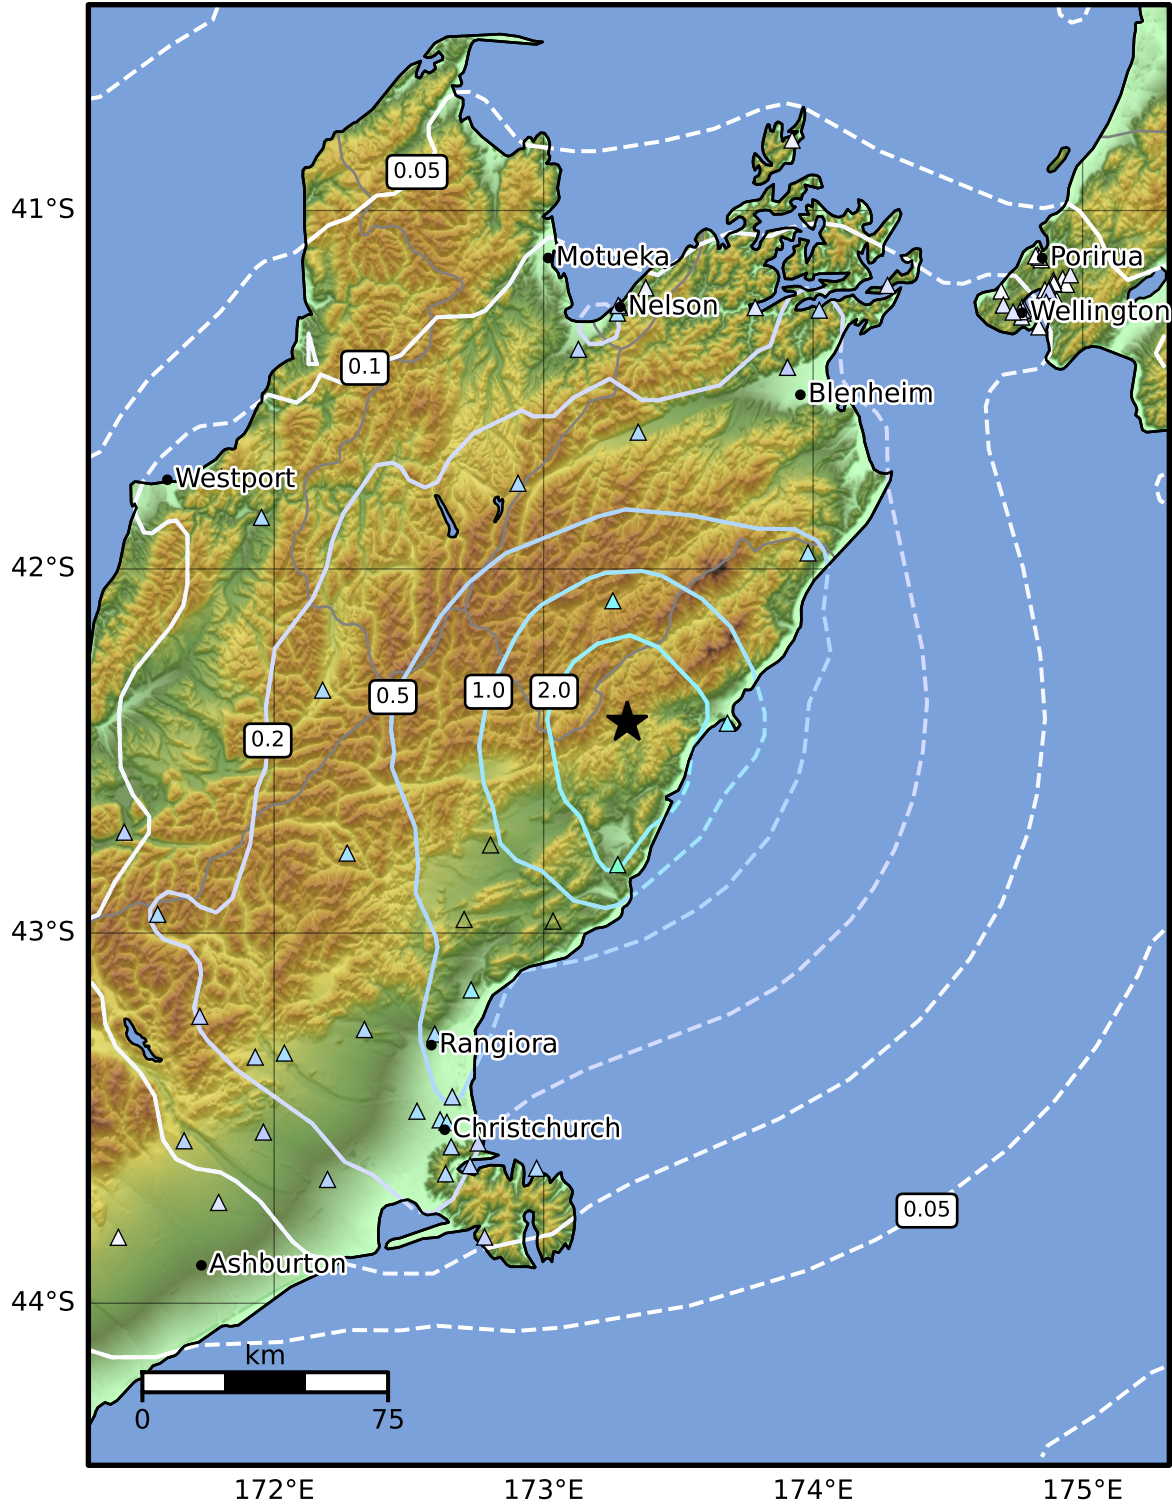 0.05
41°S
Motueka
Porirua
Nelson
Wellington
0.1
Blenheim
Westport
42°S
0.5
1.0
2.0
0.2
43°S
Rangiora
Christchurch
0.05
Ashburton
44°S
km
0
75
172°E
173°E
174°E
175°E